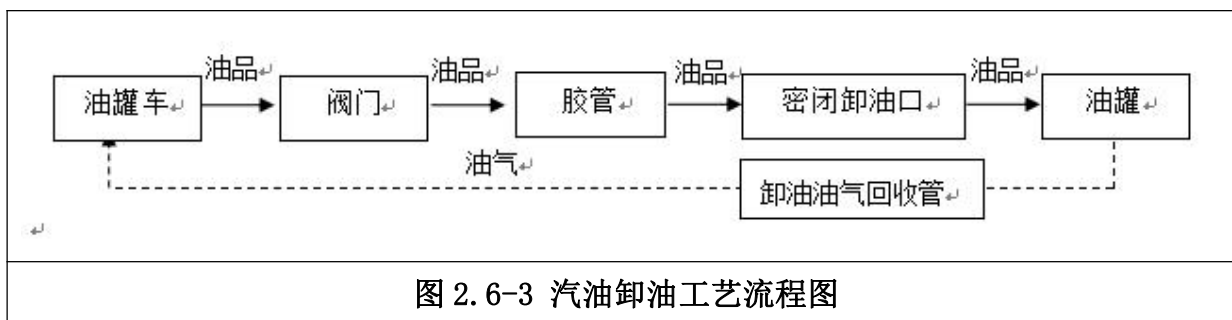 油品 油品 油品 油品
油罐车 阀门 胶管 密闭卸油口 油罐
油气
卸油油气回收管
图 2.6-3 汽油卸油工艺流程图